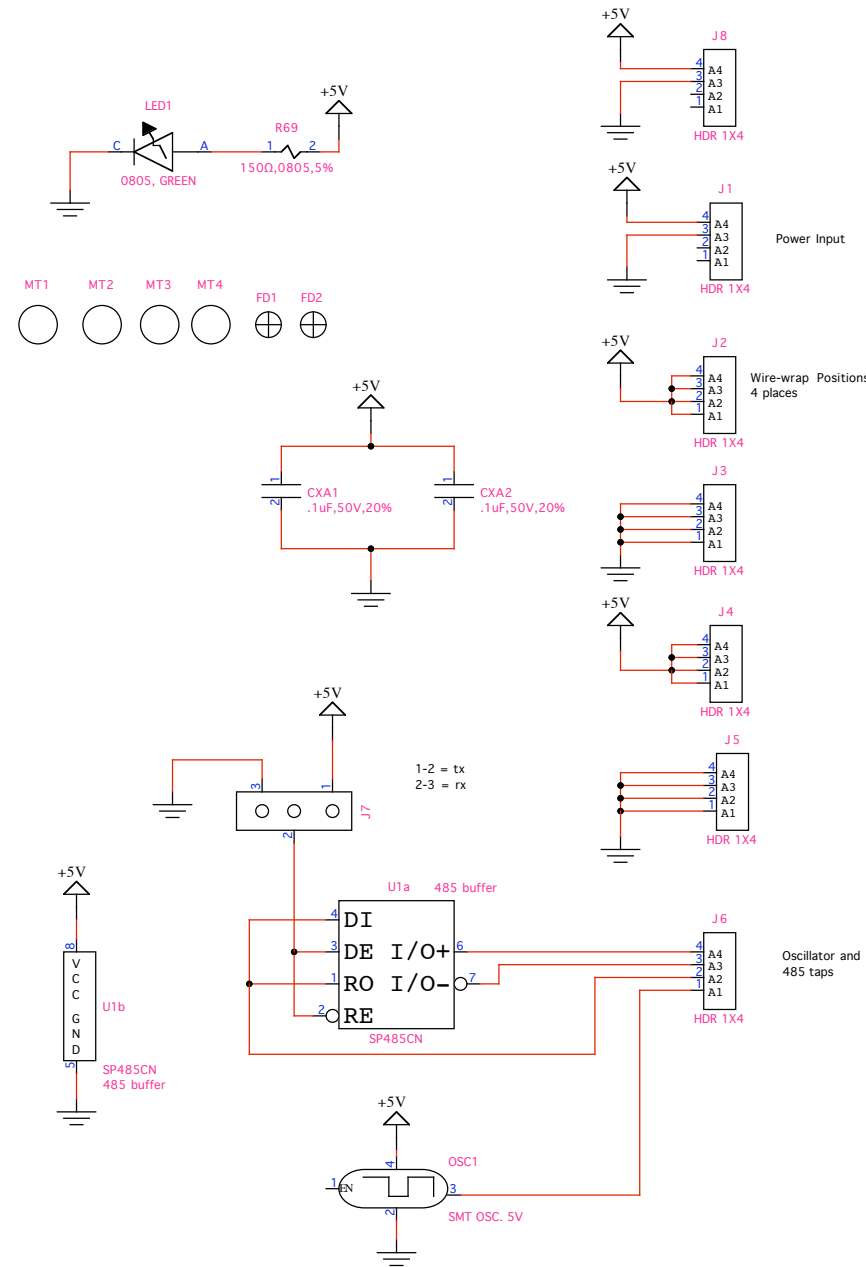 +5V
J8
4 A4
3 A3
2 A2
1 A1
HDR 1X4
LED1
+5V
R69
C
A
1
2
0805, GREEN
150Ω,0805,5%
+5V
J1
4 A4
3 A3
2 A2
1 A1
HDR 1X4
Power Input
MT1
MT2
MT3
MT4
FD1
FD2
+5V
J2
4 A4
3 A3
2 A2
1 A1
HDR 1X4
Wire-wrap Positions
4 places
+5V
1
2
CXA1
.1uF,50V,20%
1
2
CXA2
.1uF,50V,20%
J3
4 A4
3 A3
2 A2
1 A1
HDR 1X4
+5V
J4
4 A4
3 A3
2 A2
1 A1
HDR 1X4
+5V
3
1
2
J7
1-2 = tx
2-3 = rx
J5
4 A4
3 A3
2 A2
1 A1
HDR 1X4
+5V
8
VCC GND
5
U1b
SP485CN
485 buffer
U1a
485 buffer
4 DI
3 DE I/O+ 6
1 RO I/O- 7
2 RE
SP485CN
J6
4 A4
3 A3
2 A2
1 A1
HDR 1X4
Oscillator and
485 taps
+5V
OSC1
4
1 EN
3
2
SMT OSC. 5V